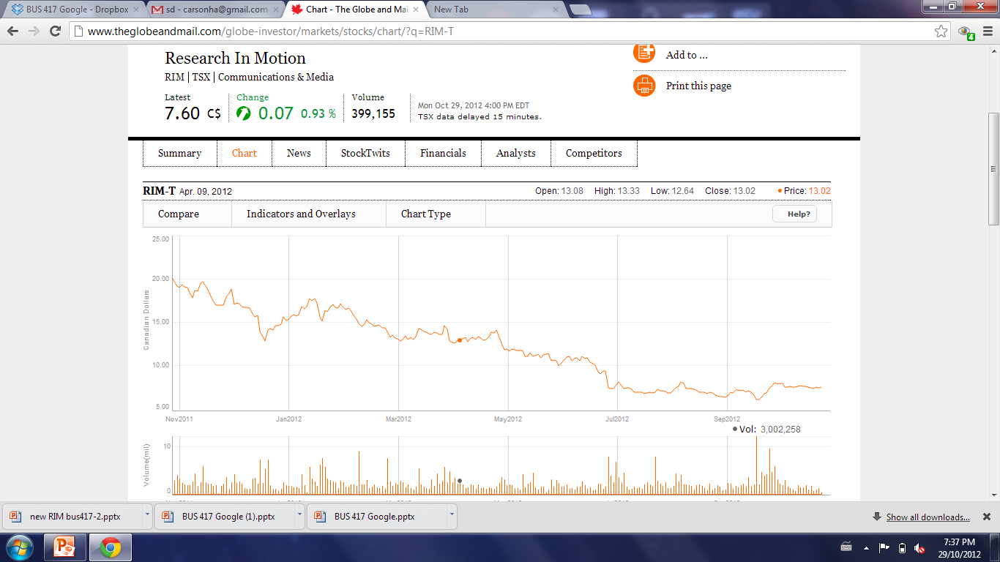 BUS 417 Google - Dropbox
sd - carsonha@gmail.com
Chart - The Globe and Mai
New Tab
www.theglobeandmail.com/globe-investor/markets/stocks/chart/?q=RIM-T
4
Research In Motion
RIM | TSX | Communications & Media
Latest Change Volume
7.60 C$ 0.07 0.93 % 399,155
Mon Oct 29, 2012 4:00 PM EDT
TSX data delayed 15 minutes.
Add to ...
Print this page
Summary Chart News StockTwits Financials Analysts Competitors
RIM-T Apr. 09, 2012 Open: 13.08 High: 13.33 Low: 12.64 Close: 13.02 Price: 13.02
Compare Indicators and Overlays Chart Type Help?
25.00
20.00
15.00
10.00
5.00
Canadian Dollars
Nov2011 Jan2012 Mar2012 May2012 Jul2012 Sep2012
Vol: 3,002,258
10
0
Volume(mil)
new RIM bus417-2.pptx BUS 417 Google (1).pptx BUS 417 Google.pptx Show all downloads...
7:37 PM
29/10/2012